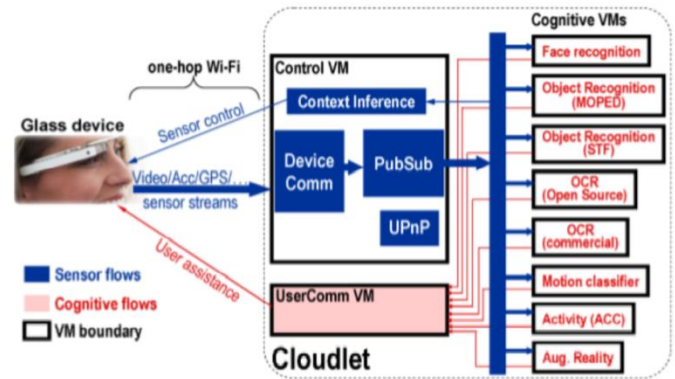 Cognitive VMs
one-hop Wi-Fi
Control VM
Face recognition
Context Inference
Object Recognition
(MOPED)
Sensor control
Glass device
Device
Comm
PubSub
Object Recognition
(STF)
Video/Acc/GPS/...
sensor streams
OCR
(Open Source)
UPnP
OCR
(commercial)
User assistance
Sensor flows
Cognitive flows
VM boundary
UserComm VM
Motion classifier
Activity (ACC)
Cloudlet
Aug. Reality